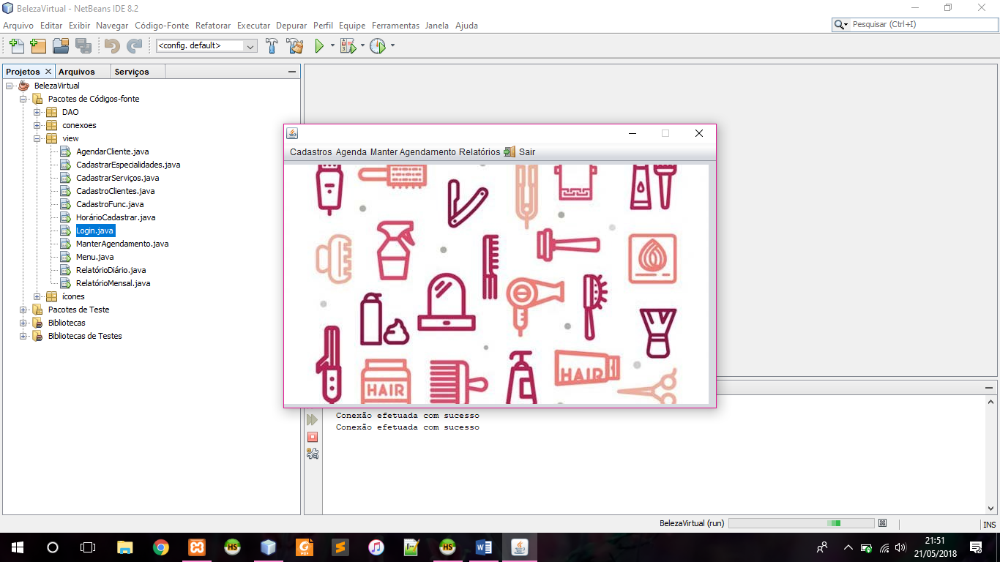 BelezaVirtual - NetBeans IDE 8.2
Arquivo Editar Exibir Navegar Código-Fonte Refatorar Executar Depurar Perfil Equipe Ferramentas Janela Ajuda
Pesquisar (Ctrl+I)
<config. default>
Projetos Arquivos Serviços
BelezaVirtual
Pacotes de Códigos-fonte
DAO
conexoes
view
AgendarCliente.java
CadastrarEspecialidades.java
CadastrarServiços.java
CadastroClientes.java
CadastroFunc.java
HorárioCadastrar.java
Login.java
ManterAgendamento.java
Menu.java
RelatórioDiário.java
RelatórioMensal.java
ícones
Pacotes de Teste
Bibliotecas
Bibliotecas de Testes
Cadastros Agenda Manter Agendamento Relatórios Sair
HAIR
HAIR
Conexão efetuada com sucesso
Conexão efetuada com sucesso
BelezaVirtual (run)
INS
HS
HS
21:51
21/05/2018